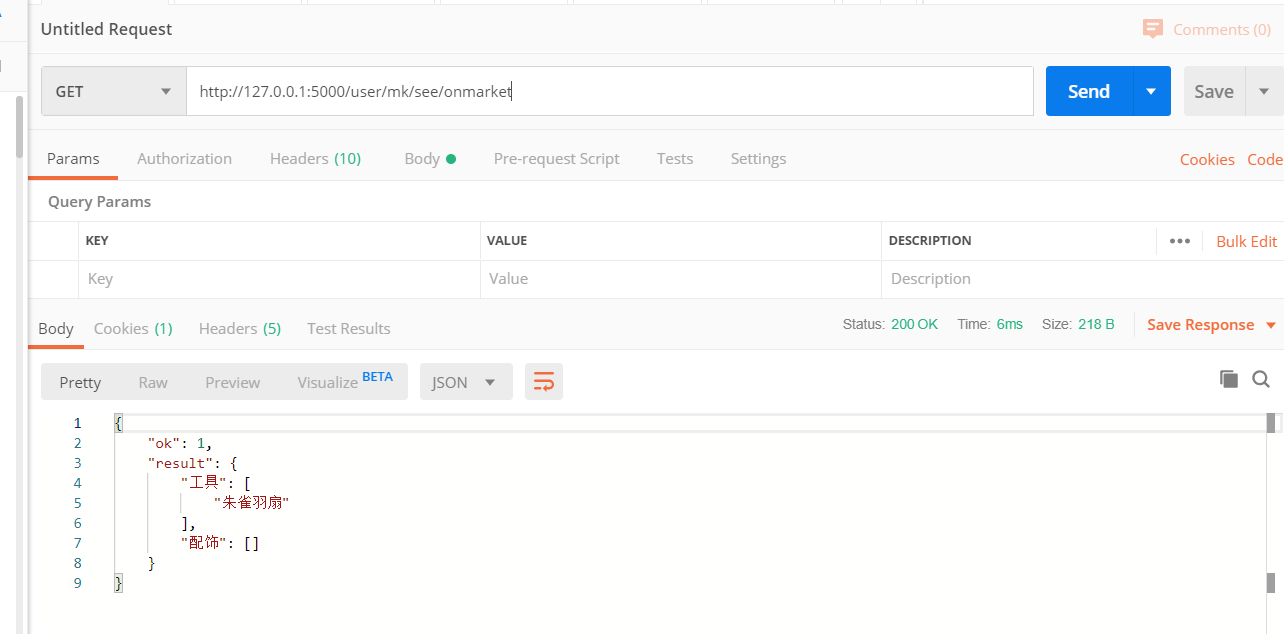 Untitled Request
Comments (0)
GET
http://127.0.0.1:5000/user/mk/see/onmarket
Send
Save
Params
Authorization
Headers (10)
Body
Pre-request Script
Tests
Settings
Cookies
Code
Query Params
KEY
VALUE
DESCRIPTION
Bulk Edit
Key
Value
Description
Body
Cookies (1)
Headers (5)
Test Results
Status: 200 OK
Time: 6ms
Size: 218 B
Save Response
Pretty
Raw
Preview
Visualize BETA
JSON
1 {
2 "ok": 1,
3 "result": {
4 "工具": [
5 "朱雀羽扇"
6 ],
7 "配饰": []
8 }
9 }